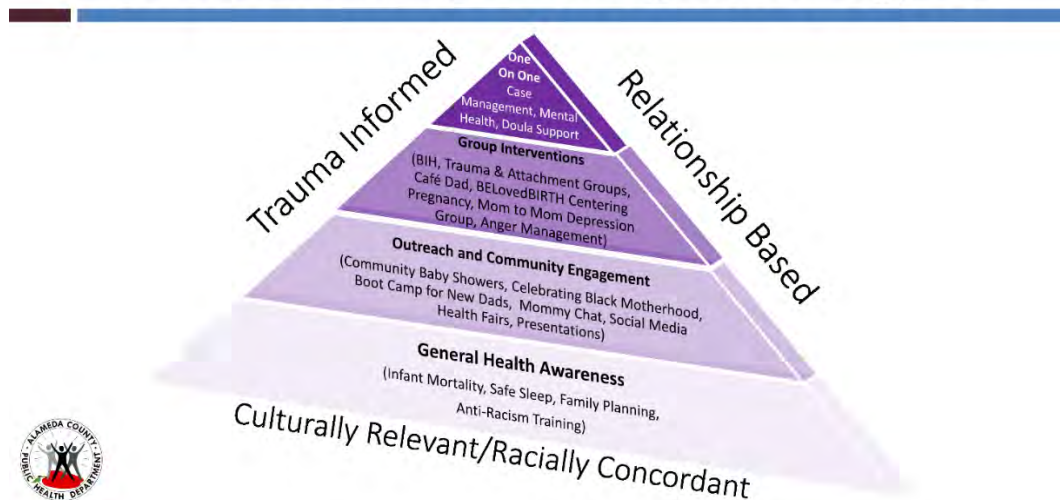 Trauma Informed
Relationship Based
One
On One
Case
Management, Mental
Health, Doula Support
Group Interventions
(BIH, Trauma & Attachment Groups,
Café Dad, BELovedBIRTH Centering
Pregnancy, Mom to Mom Depression
Group, Anger Management)
Outreach and Community Engagement
(Community Baby Showers, Celebrating Black Motherhood,
Boot Camp for New Dads, Mommy Chat, Social Media
Health Fairs, Presentations)
General Health Awareness
(Infant Mortality, Safe Sleep, Family Planning,
Anti-Racism Training)
Culturally Relevant/Racially Concordant
ALAMEDA COUNTY
PUBLIC HEALTH DEPARTMENT